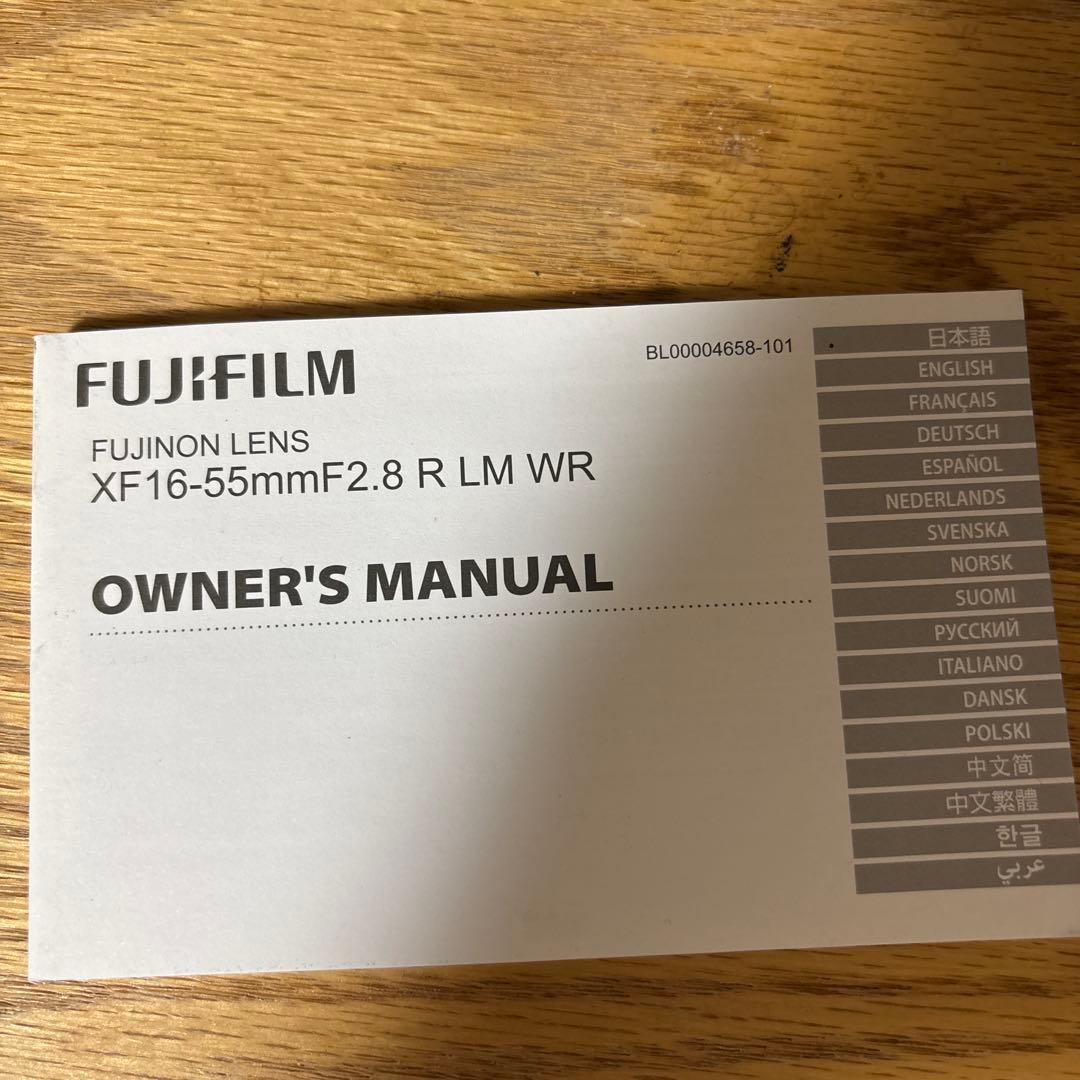 FUJIFILM
BL00004658-101
FUJINON LENS
XF16-55mmF2.8 R LM WR
OWNER'S MANUAL
日本語
ENGLISH
FRANÇAIS
DEUTSCH
ESPAÑOL
NEDERLANDS
SVENSKA
NORSK
SUOMI
РУССКИЙ
ITALIANO
DANSK
POLSKI
中文简
中文繁體
한글
عربي